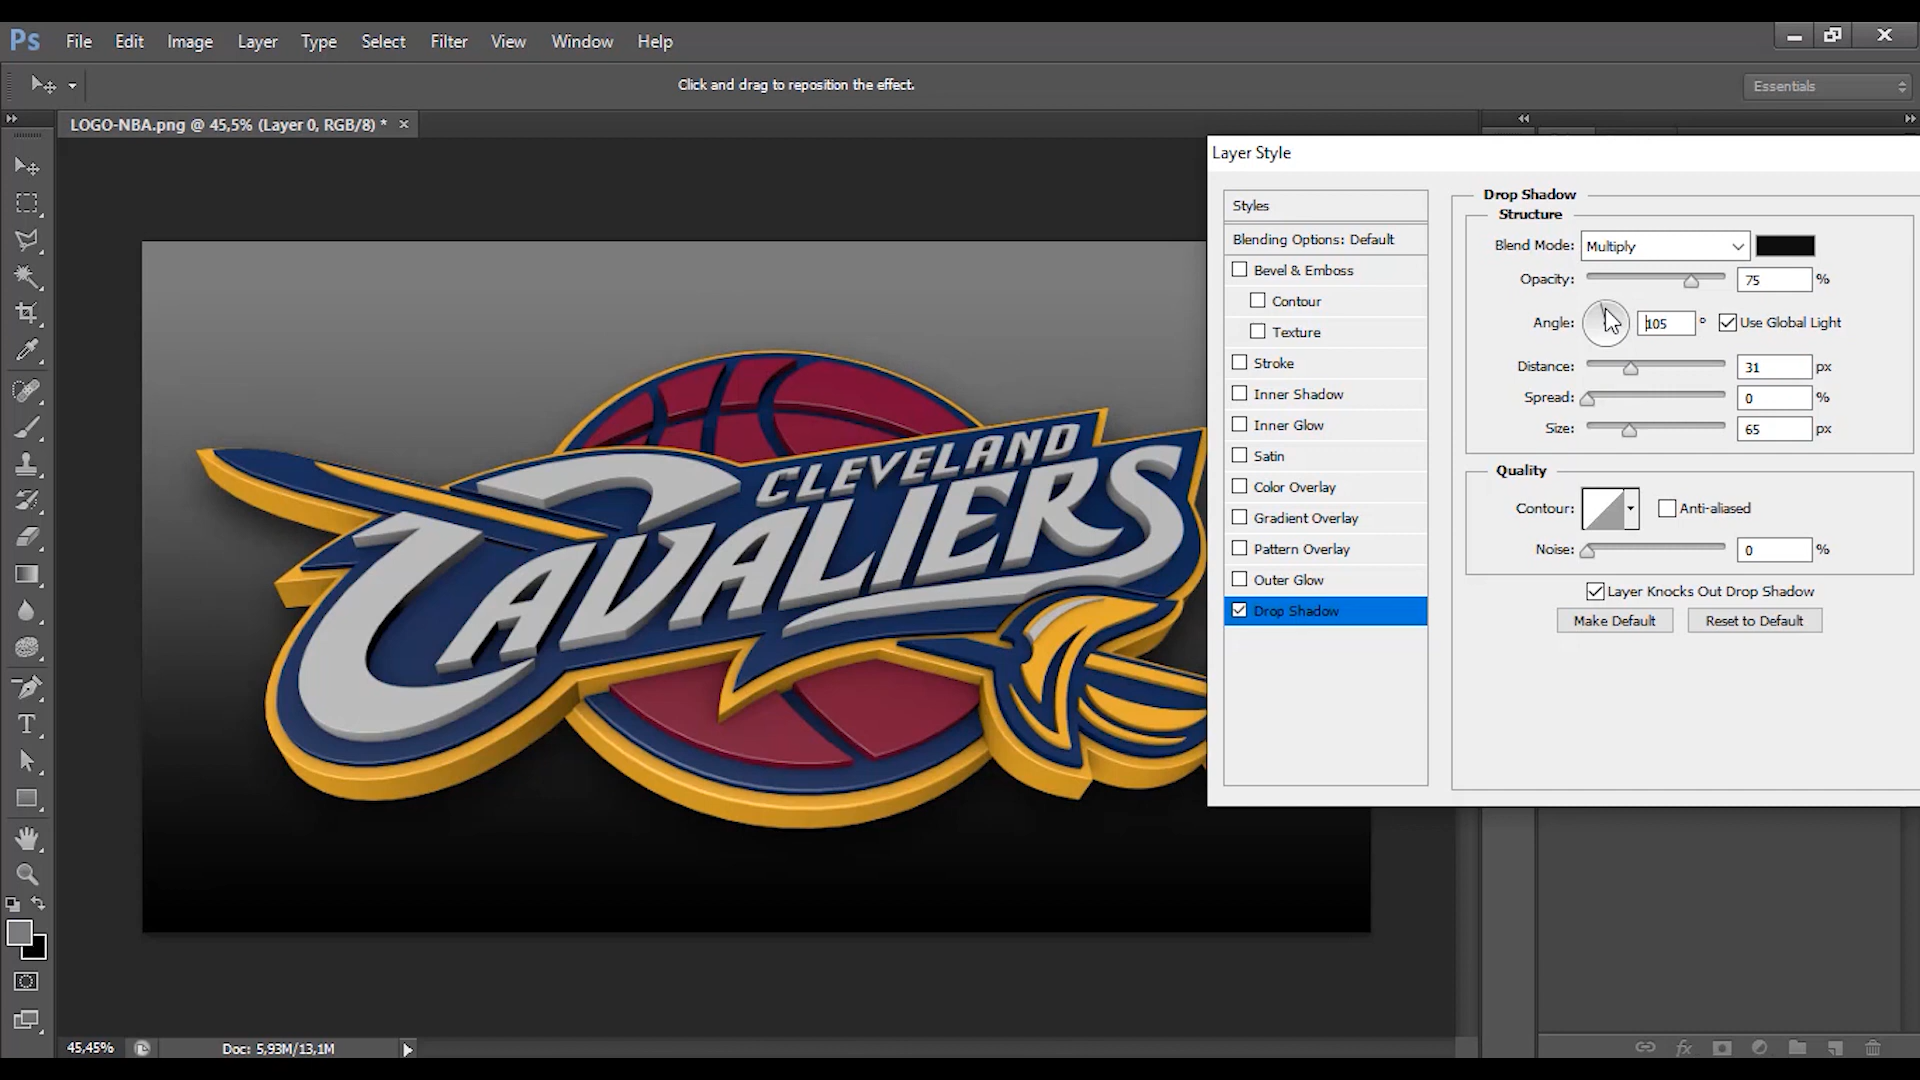 Ps File Edit Image Layer Type Select Filter View Window Help
Click and drag to reposition the effect.
Essentials
LOGO-NBA.png @ 45,5% (Layer 0, RGB/8) * ×
CLEVELAND
CAVALIERS
Layer Style
Styles
Blending Options: Default
Bevel & Emboss
Contour
Texture
Stroke
Inner Shadow
Inner Glow
Satin
Color Overlay
Gradient Overlay
Pattern Overlay
Outer Glow
Drop Shadow
Drop Shadow
Structure
Blend Mode: Multiply
Opacity: 75 %
Angle: 105 ° Use Global Light
Distance: 31 px
Spread: 0 %
Size: 65 px
Quality
Contour: Anti-aliased
Noise: 0 %
Layer Knocks Out Drop Shadow
Make Default Reset to Default
T
45,45% Doc: 5,93M/13,1M
fx